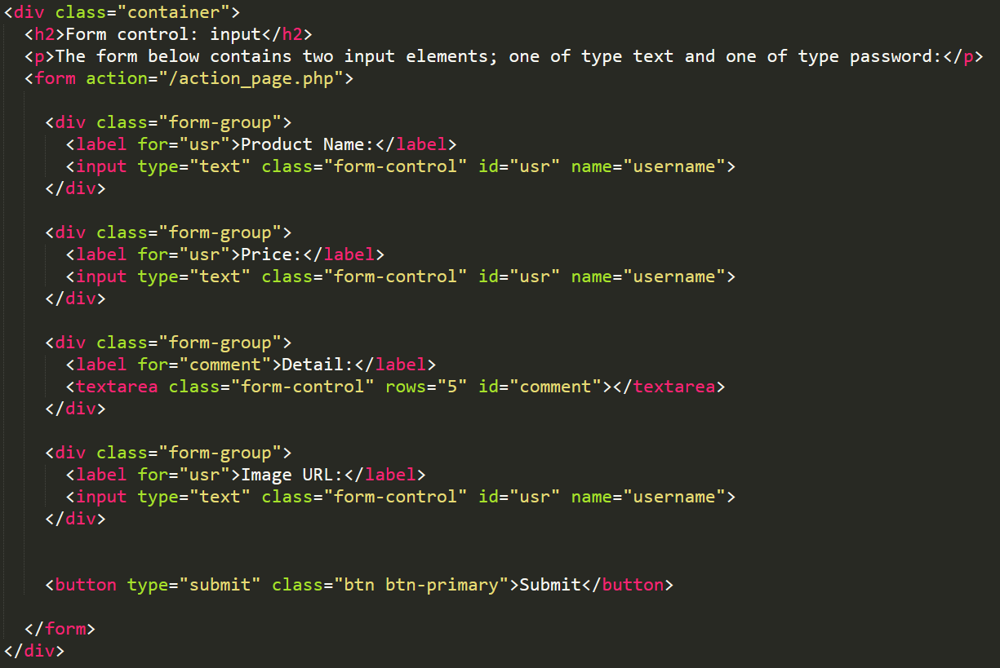 <div class="container">
<h2>Form control: input</h2>
<p>The form below contains two input elements; one of type text and one of type password:</p>
<form action="/action_page.php">
<div class="form-group">
<label for="usr">Product Name:</label>
<input type="text" class="form-control" id="usr" name="username">
</div>
<div class="form-group">
<label for="usr">Price:</label>
<input type="text" class="form-control" id="usr" name="username">
</div>
<div class="form-group">
<label for="comment">Detail:</label>
<textarea class="form-control" rows="5" id="comment"></textarea>
</div>
<div class="form-group">
<label for="usr">Image URL:</label>
<input type="text" class="form-control" id="usr" name="username">
</div>
<button type="submit" class="btn btn-primary">Submit</button>
</form>
</div>